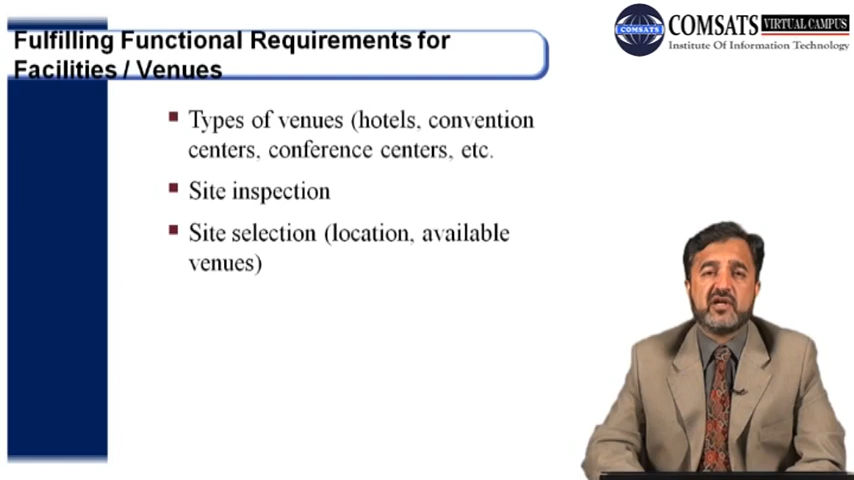 Fulfilling Functional Requirements for
Facilities / Venues
COMSATS
COMSATS VIRTUAL CAMPUS
Institute Of Information Technology
Types of venues (hotels, convention
centers, conference centers, etc.
Site inspection
Site selection (location, available
venues)